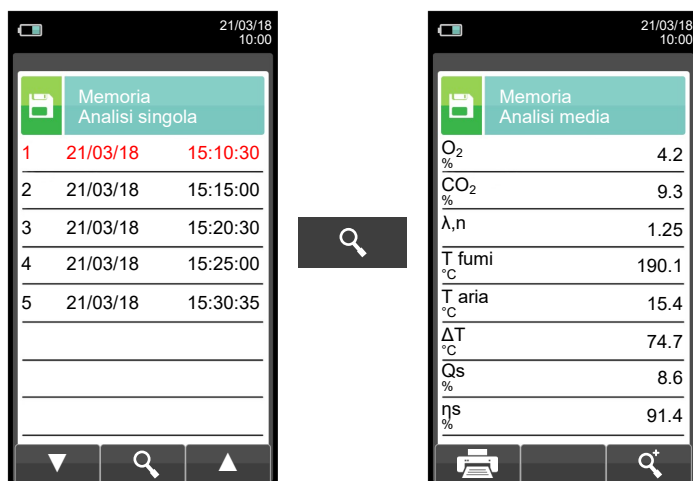 21/03/18
10:00
Memoria
Analisi singola
1 21/03/18 15:10:30
2 21/03/18 15:15:00
3 21/03/18 15:20:30
4 21/03/18 15:25:00
5 21/03/18 15:30:35
21/03/18
10:00
Memoria
Analisi media
O₂
% 4.2
CO₂
% 9.3
λ,n 1.25
T fumi
°C 190.1
T aria
°C 15.4
ΔT
°C 74.7
Qs
% 8.6
ηs
% 91.4